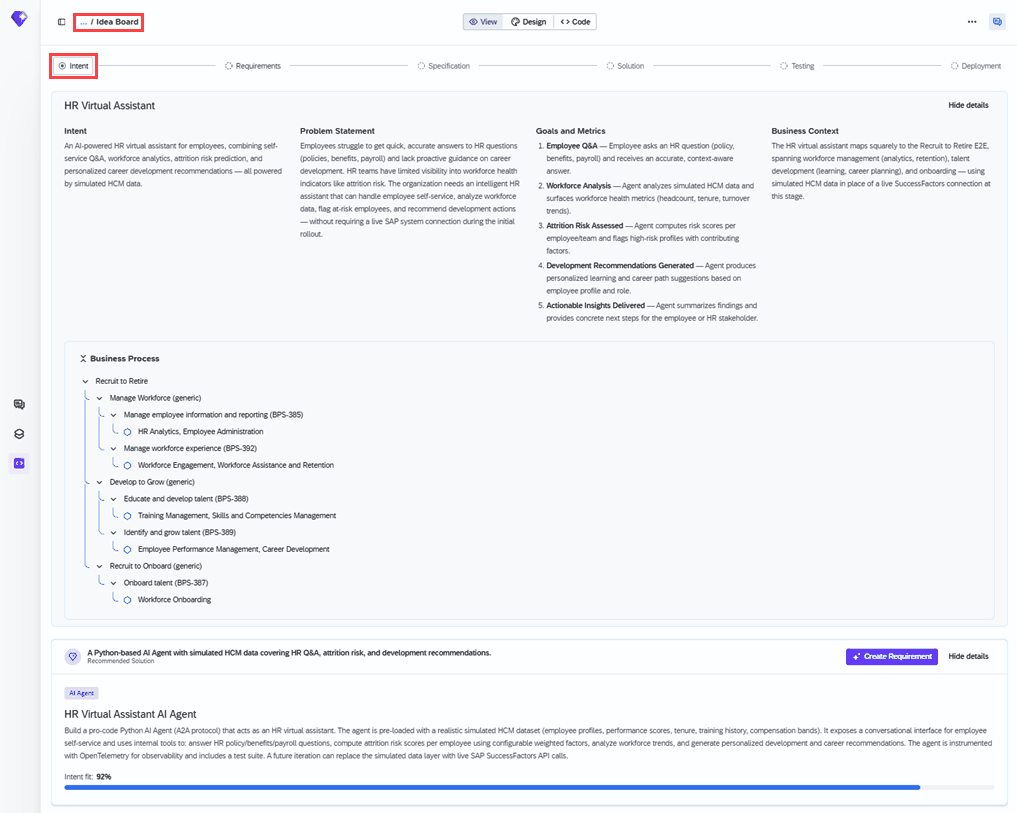 ... / Idea Board
View
Design
Code
Intent
Requirements
Specification
Solution
Testing
Deployment
HR Virtual Assistant
Hide details
Intent
An AI-powered HR virtual assistant for employees, combining self-
service Q&A, workforce analytics, attrition risk prediction, and
personalized career development recommendations — all powered
by simulated HCM data.
Problem Statement
Employees struggle to get quick, accurate answers to HR questions
(policies, benefits, payroll) and lack proactive guidance on career
development. HR teams have limited visibility into workforce health
indicators like attrition risk. The organization needs an intelligent HR
assistant that can handle employee self-service, analyze workforce
data, flag at-risk employees, and recommend development actions
— without requiring a live SAP system connection during the initial
rollout.
Goals and Metrics
1. Employee Q&A — Employee asks an HR question (policy,
benefits, payroll) and receives an accurate, context-aware
answer.
2. Workforce Analysis — Agent analyzes simulated HCM data and
surfaces workforce health metrics (headcount, tenure, turnover
trends).
3. Attrition Risk Assessed — Agent computes risk scores per
employee/team and flags high-risk profiles with contributing
factors.
4. Development Recommendations Generated — Agent produces
personalized learning and career path suggestions based on
employee profile and role.
5. Actionable Insights Delivered — Agent summarizes findings and
provides concrete next steps for the employee or HR stakeholder.
Business Context
The HR virtual assistant maps squarely to the Recruit to Retire E2E,
spanning workforce management (analytics, retention), talent
development (learning, career planning), and onboarding — using
simulated HCM data in place of a live SuccessFactors connection at
this stage.
Business Process
Recruit to Retire
Manage Workforce (generic)
Manage employee information and reporting (BPS-385)
HR Analytics, Employee Administration
Manage workforce experience (BPS-392)
Workforce Engagement, Workforce Assistance and Retention
Develop to Grow (generic)
Educate and develop talent (BPS-388)
Training Management, Skills and Competencies Management
Identify and grow talent (BPS-389)
Employee Performance Management, Career Development
Recruit to Onboard (generic)
Onboard talent (BPS-387)
Workforce Onboarding
A Python-based AI Agent with simulated HCM data covering HR Q&A, attrition risk, and development recommendations.
Recommended Solution
Create Requirement
Hide details
AI Agent
HR Virtual Assistant AI Agent
Build a pro-code Python AI Agent (A2A protocol) that acts as an HR virtual assistant. The agent is pre-loaded with a realistic simulated HCM dataset (employee profiles, performance scores, tenure, training history, compensation bands). It exposes a conversational interface for employee
self-service and uses internal tools to: answer HR policy/benefits/payroll questions, compute attrition risk scores per employee using configurable weighted factors, analyze workforce trends, and generate personalized development and career recommendations. The agent is instrumented
with OpenTelemetry for observability and includes a test suite. A future iteration can replace the simulated data layer with live SAP SuccessFactors API calls.
Intent fit: 92%